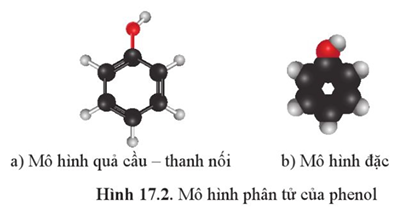 a) Mô hình quả cầu – thanh nối
b) Mô hình đặc
Hình 17.2. Mô hình phân tử của phenol